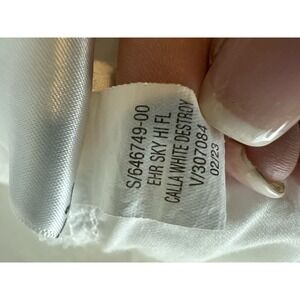 S/646749-00
EHR SKY HI FL
CALLA WHITE DESTROY
V/307084
02/23